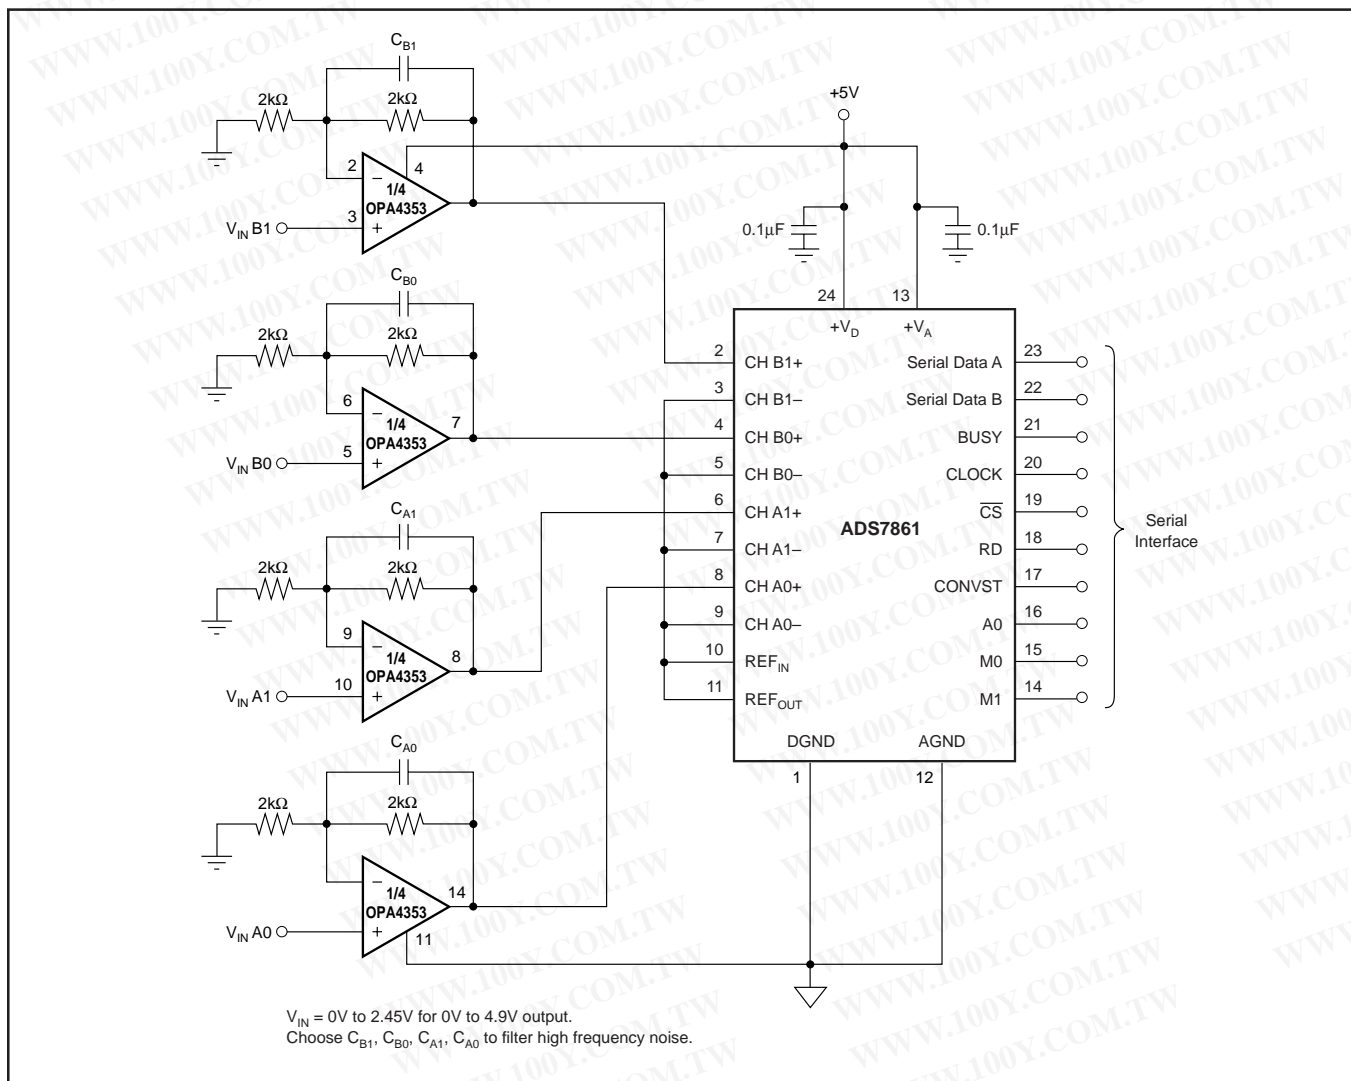 C_B1
2kΩ 2kΩ
2
–
4
1/4
OPA4353
3
+
V_IN B1
C_B0
2kΩ 2kΩ
6
–
7
1/4
OPA4353
5
+
V_IN B0
C_A1
2kΩ 2kΩ
9
–
8
1/4
OPA4353
10
+
V_IN A1
C_A0
2kΩ
2kΩ
–
14
1/4
OPA4353
+
11
V_IN A0
+5V
0.1µF 0.1µF
24 13
+V_D +V_A
2 CH B1+ Serial Data A 23
3 CH B1– Serial Data B 22
4 CH B0+ BUSY 21
5 CH B0– CLOCK 20
6 CH A1+ C̅S̅ 19
ADS7861
7 CH A1– RD 18
8 CH A0+ CONVST 17
9 CH A0– A0 16
10 REF_IN M0 15
11 REF_OUT M1 14
DGND AGND
1 12
Serial
Interface
V_IN = 0V to 2.45V for 0V to 4.9V output.
Choose C_B1, C_B0, C_A1, C_A0 to filter high frequency noise.
WWW.100Y.COM.TW